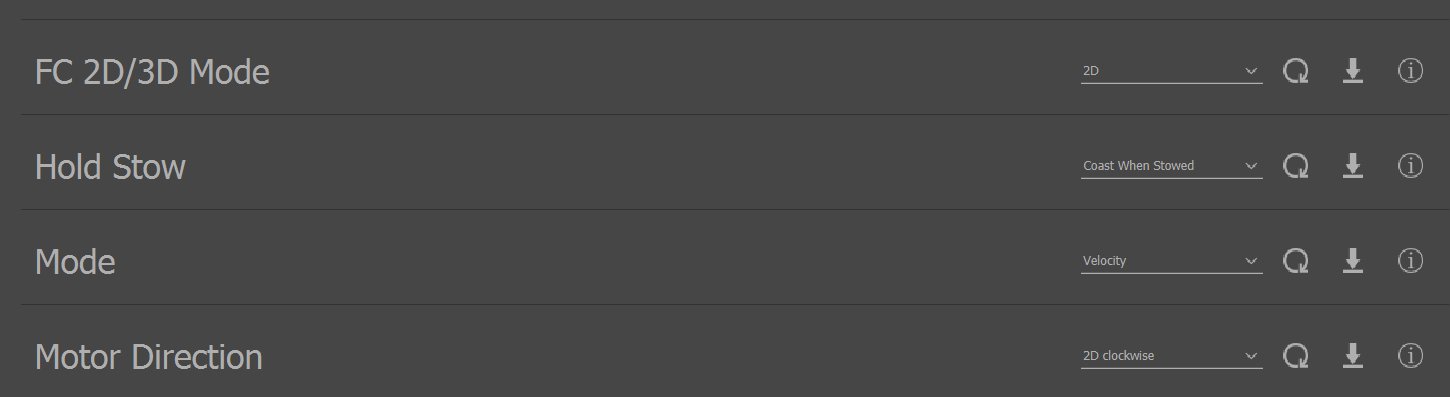 FC 2D/3D Mode 2D
Hold Stow Coast When Stowed
Mode Velocity
Motor Direction 2D clockwise